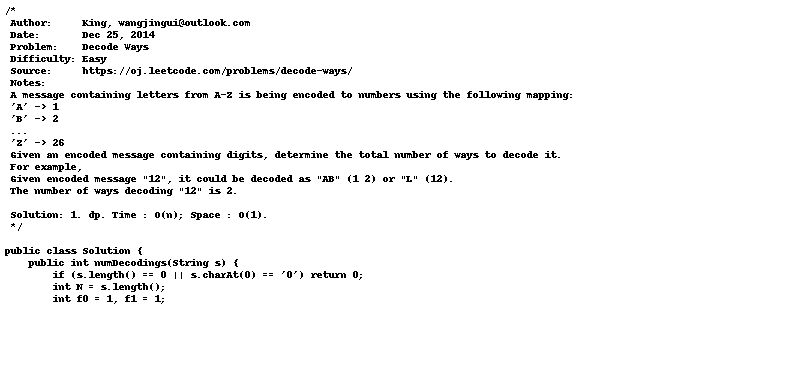 /*
 Author:     King, wangjingui@outlook.com
 Date:       Dec 25, 2014
 Problem:    Decode Ways
 Difficulty: Easy
 Source:     https://oj.leetcode.com/problems/decode-ways/
 Notes:
 A message containing letters from A-Z is being encoded to numbers using the following mapping:
 'A' -> 1
 'B' -> 2
 ...
 'Z' -> 26
 Given an encoded message containing digits, determine the total number of ways to decode it.
 For example,
 Given encoded message "12", it could be decoded as "AB" (1 2) or "L" (12).
 The number of ways decoding "12" is 2.

 Solution: 1. dp. Time : O(n); Space : O(1).
 */

public class Solution {
    public int numDecodings(String s) {
        if (s.length() == 0 || s.charAt(0) == '0') return 0;
        int N = s.length();
        int f0 = 1, f1 = 1;